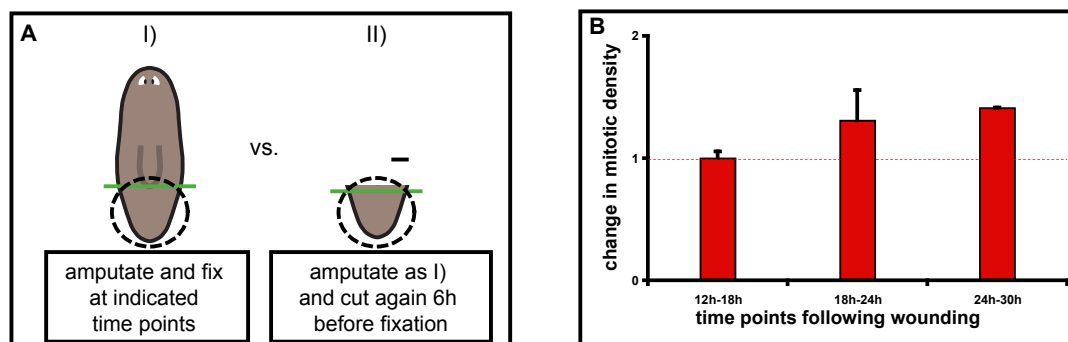 A
I)
II)
vs.
amputate and fix
at indicated
time points
amputate as I)
and cut again 6h
before fixation
B
change in mitotic density
2
1
0
12h-18h
18h-24h
24h-30h
time points following wounding